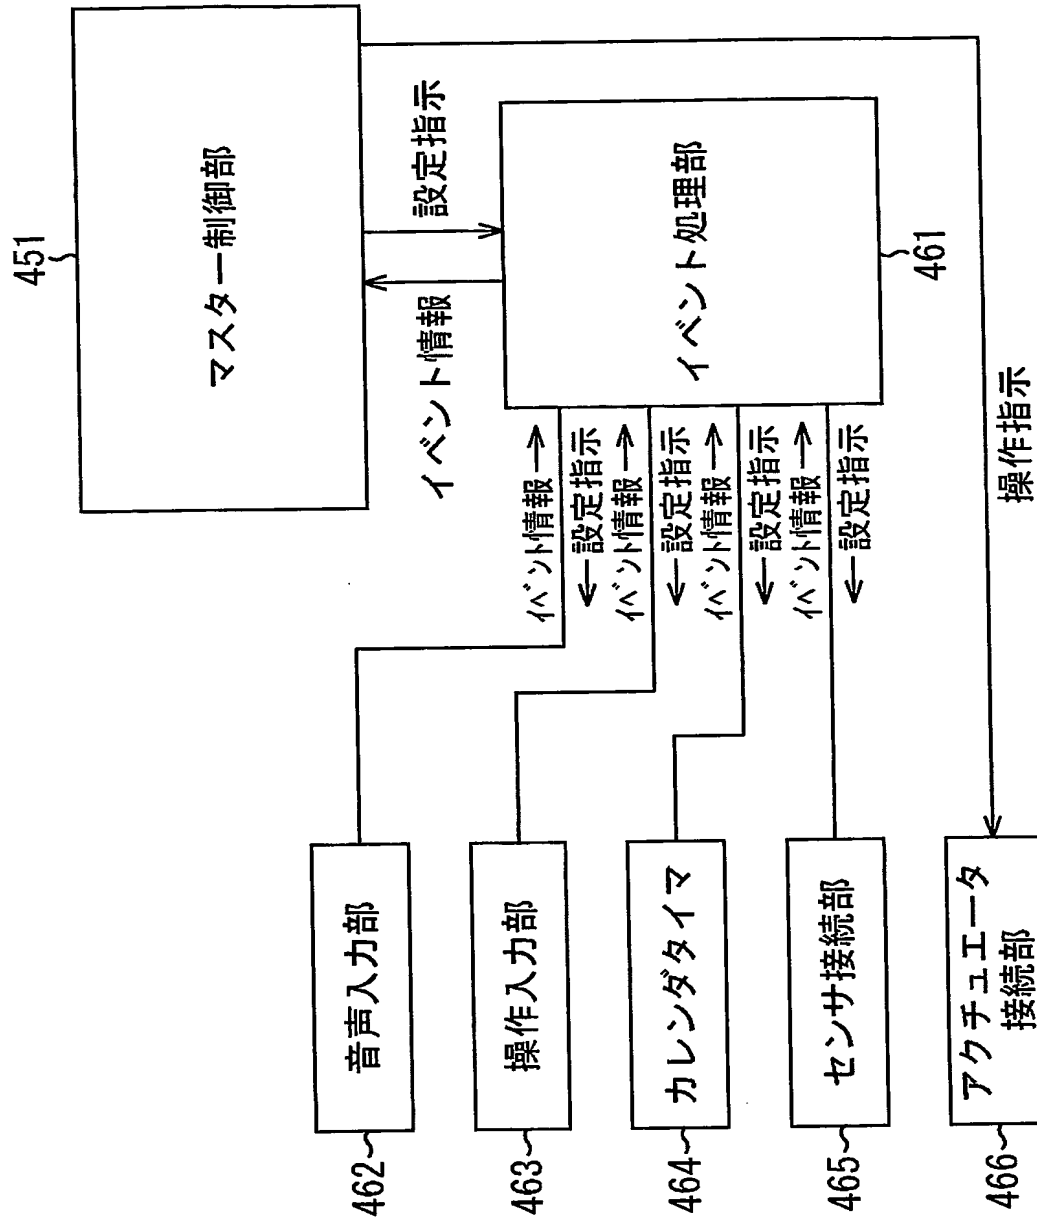 451
マスター制御部
イベント情報
設定指示
イベント処理部
461
イベント情報→
←設定指示
イベント情報→
←設定指示
イベント情報→
←設定指示
イベント情報→
←設定指示
操作指示
462
音声入力部
463
操作入力部
464
カレンダタイマ
465
センサ接続部
466
アクチュエータ
接続部